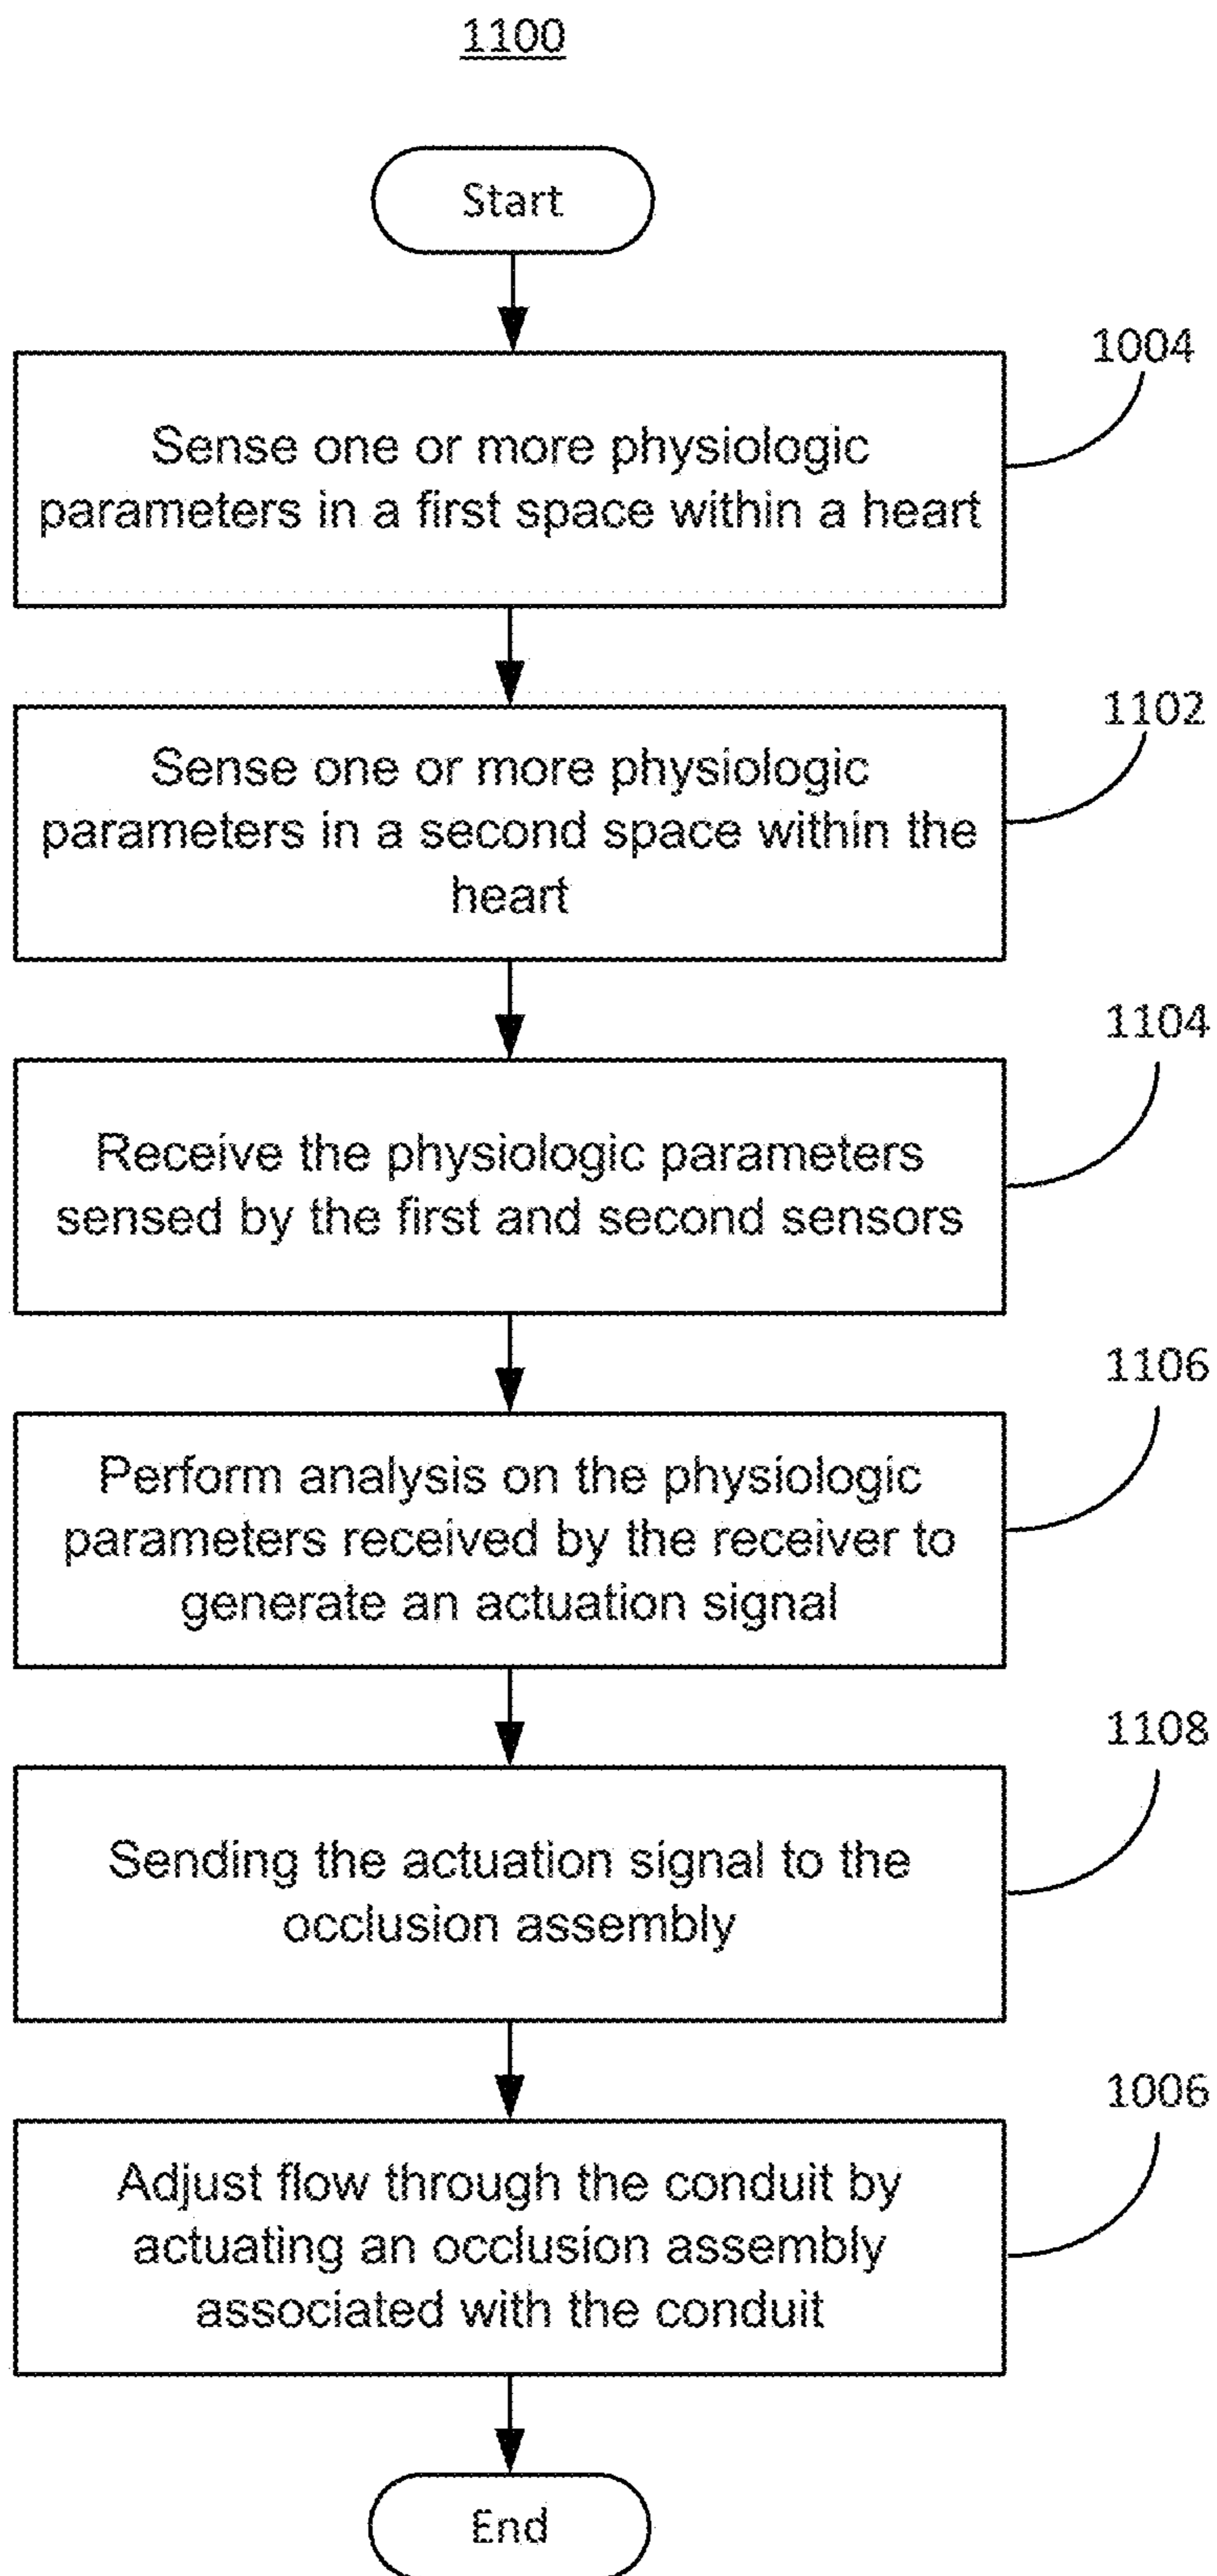 1100
Start
1004
Sense one or more physiologic
parameters in a first space within a heart
1102
Sense one or more physiologic
parameters in a second space within the
heart
1104
Receive the physiologic parameters
sensed by the first and second sensors
1106
Perform analysis on the physiologic
parameters received by the receiver to
generate an actuation signal
1108
Sending the actuation signal to the
occlusion assembly
1006
Adjust flow through the conduit by
actuating an occlusion assembly
associated with the conduit
End